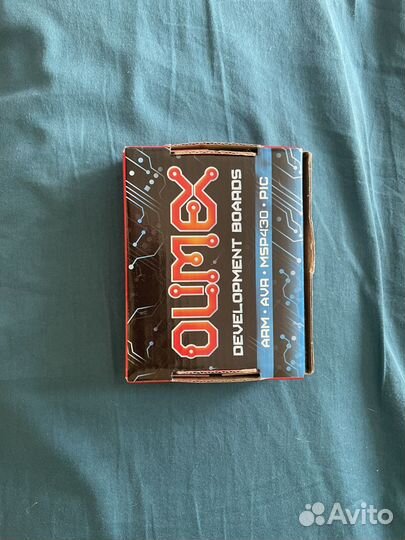 OLIMEX
DEVELOPMENT BOARDS
ARM • AVR • MSP430 • PIC
Avito